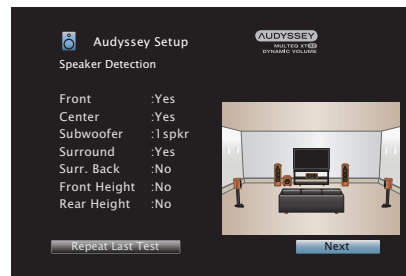 Audyssey Setup
AUDYSSEY
MULTEQ XT32
DYNAMIC VOLUME
Speaker Detection
Front :Yes
Center :Yes
Subwoofer :1spkr
Surround :Yes
Surr. Back :No
Front Height :No
Rear Height :No
Repeat Last Test
Next